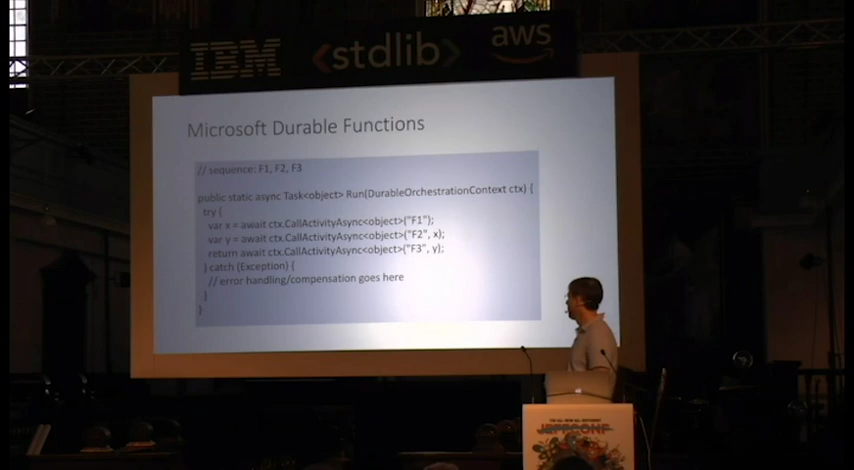 IBM
<stdlib>
aws
Microsoft Durable Functions
// sequence: F1, F2, F3
public static async Task<object> Run(DurableOrchestrationContext ctx) {
try {
var x = await ctx.CallActivityAsync<object>("F1");
var y = await ctx.CallActivityAsync<object>("F2", x);
return await ctx.CallActivityAsync<object>("F3", y);
} catch (Exception) {
// error handling/compensation goes here
}
}
JEFFCONF